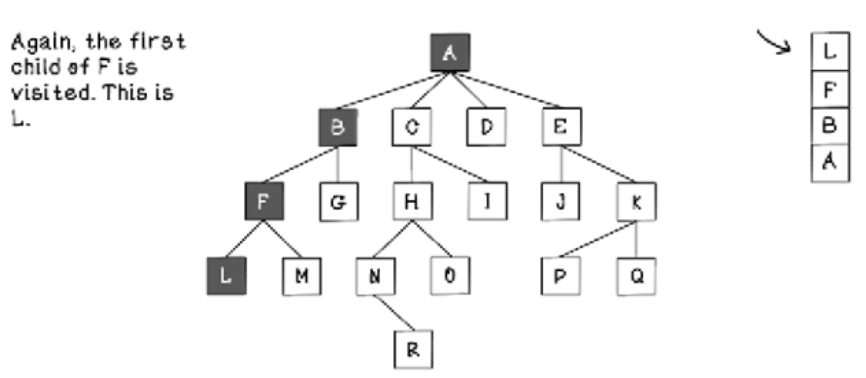 Again, the first
child of F is
visited. This is
L.
A
B C D E
F G H I J K
L M N O P Q
R
L
F
B
A